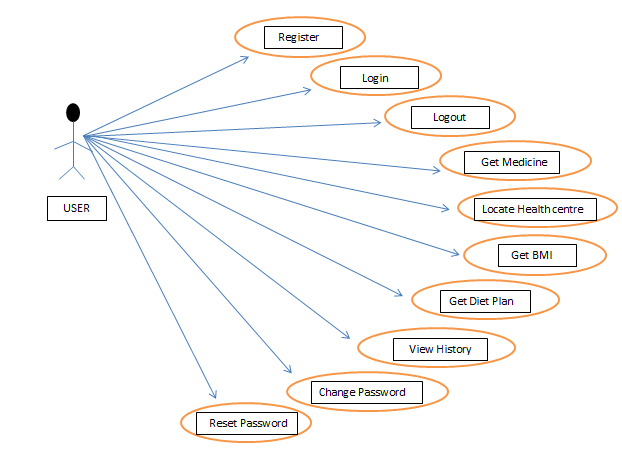 Register
Login
Logout
Get Medicine
USER
Locate Healthcentre
Get BMI
Get Diet Plan
View History
Change Password
Reset Password